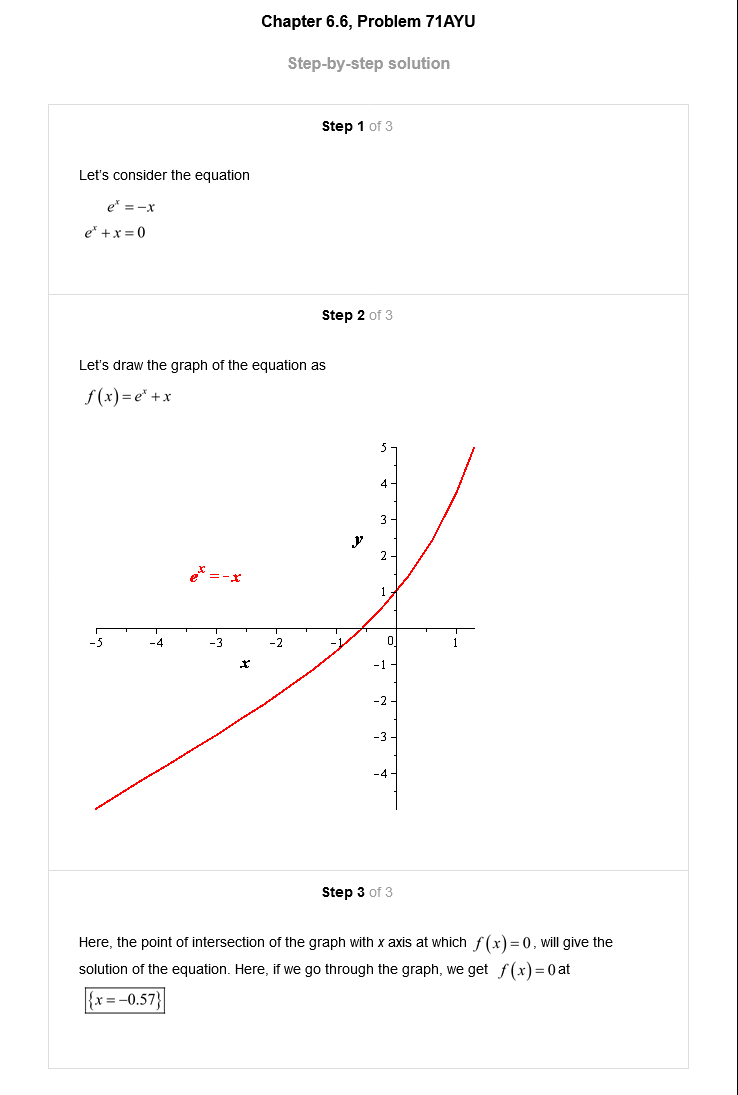 Chapter 6.6, Problem 71AYU
Step-by-step solution
Step 1 of 3
Let's consider the equation
eˣ = −x
eˣ + x = 0
Step 2 of 3
Let's draw the graph of the equation as
f(x) = eˣ + x
5
4
3
y
2
eˣ = −x
1
-5 -4 -3 -2 -1 0 1
x
-1
-2
-3
-4
Step 3 of 3
Here, the point of intersection of the graph with x axis at which f(x) = 0, will give the
solution of the equation. Here, if we go through the graph, we get f(x) = 0 at
{x = −0.57}